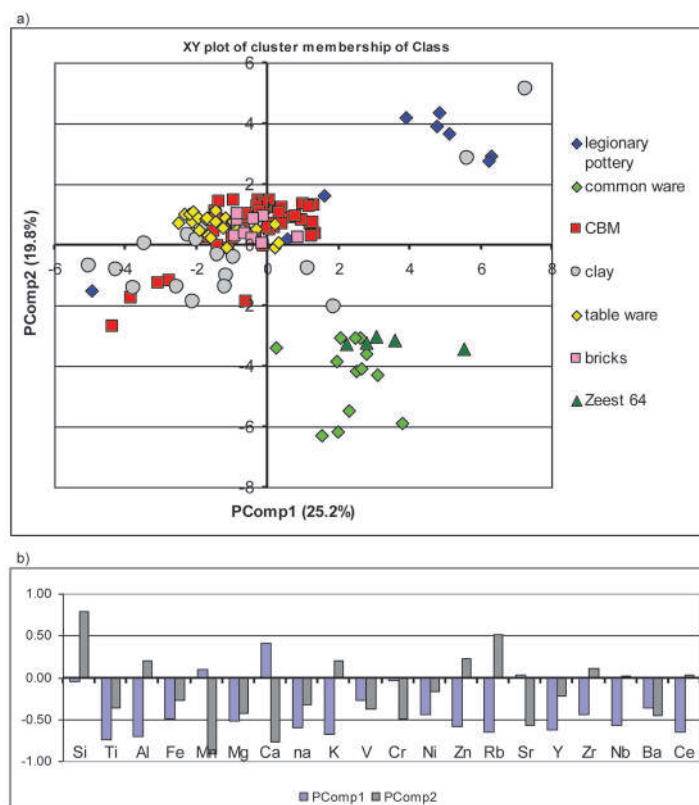 a)
XY plot of cluster membership of Class
6
4
2
0
-6 -4 -2 0 2 4 6 8
-2
-4
-6
-8
PComp2 (19.8%)
PComp1 (25.2%)
legionary
pottery
common ware
CBM
clay
table ware
bricks
Zeest 64
b)
1.00
0.50
0.00
-0.50
-1.00
Si Ti Al Fe Mn Mg Ca na K V Cr Ni Zn Rb Sr Y Zr Nb Ba Ce
PComp1 PComp2